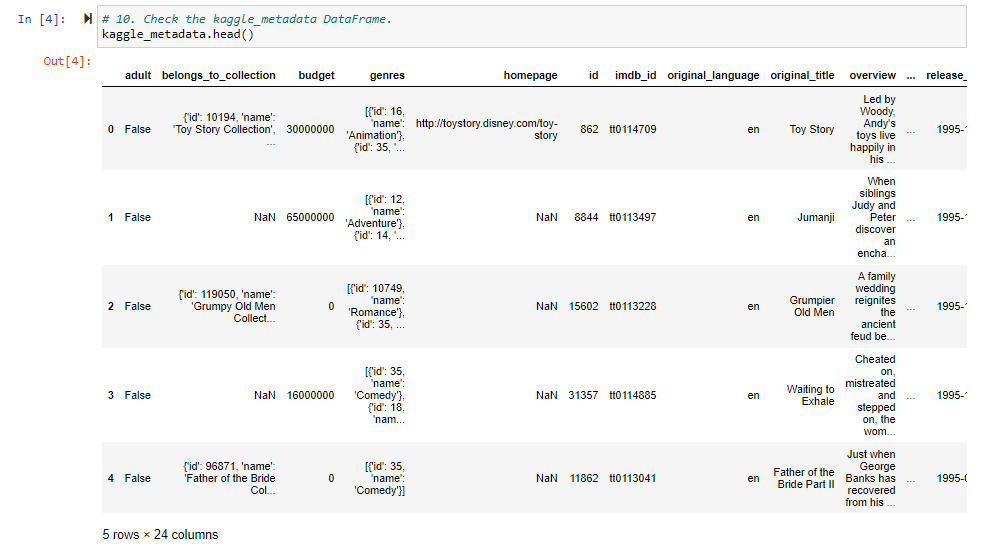 In [4]:
# 10. Check the kaggle_metadata DataFrame.
kaggle_metadata.head()
Out[4]:
adult belongs_to_collection budget genres homepage id imdb_id original_language original_title overview ... release_
0 False {'id': 10194, 'name': 'Toy Story Collection', ... 30000000 [{'id': 16, 'name': 'Animation'}, {'id': 35, '... http://toystory.disney.com/toy-story 862 tt0114709 en Toy Story Led by Woody, Andy's toys live happily in his ... ... 1995-1
1 False NaN 65000000 [{'id': 12, 'name': 'Adventure'}, {'id': 14, '... NaN 8844 tt0113497 en Jumanji When siblings Judy and Peter discover an encha... ... 1995-1
2 False {'id': 119050, 'name': 'Grumpy Old Men Collect... 0 [{'id': 10749, 'name': 'Romance'}, {'id': 35, ... NaN 15602 tt0113228 en Grumpier Old Men A family wedding reignites the ancient feud be... ... 1995-1
3 False NaN 16000000 [{'id': 35, 'name': 'Comedy'}, {'id': 18, 'nam... NaN 31357 tt0114885 en Waiting to Exhale Cheated on, mistreated and stepped on, the wom... ... 1995-1
4 False {'id': 96871, 'name': 'Father of the Bride Col... 0 [{'id': 35, 'name': 'Comedy'}] NaN 11862 tt0113041 en Father of the Bride Part II Just when George Banks has recovered from his ... ... 1995-0
5 rows × 24 columns